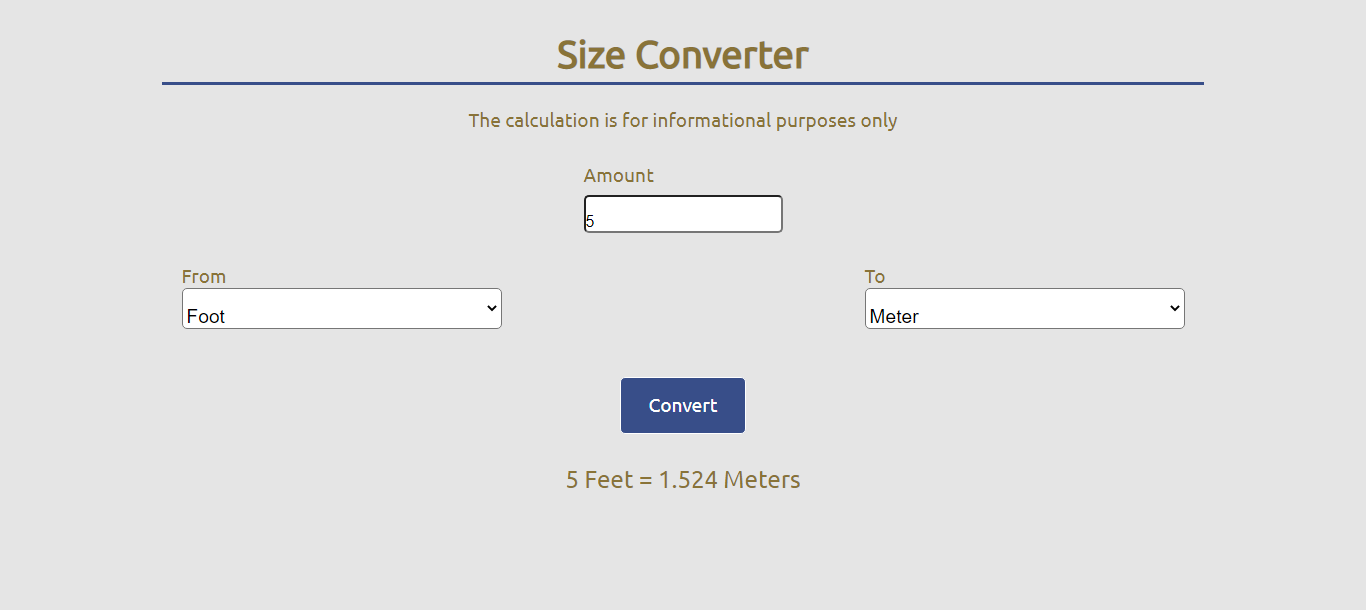 Size Converter
The calculation is for informational purposes only
Amount
5
From
To
Foot
Meter
Convert
5 Feet = 1.524 Meters